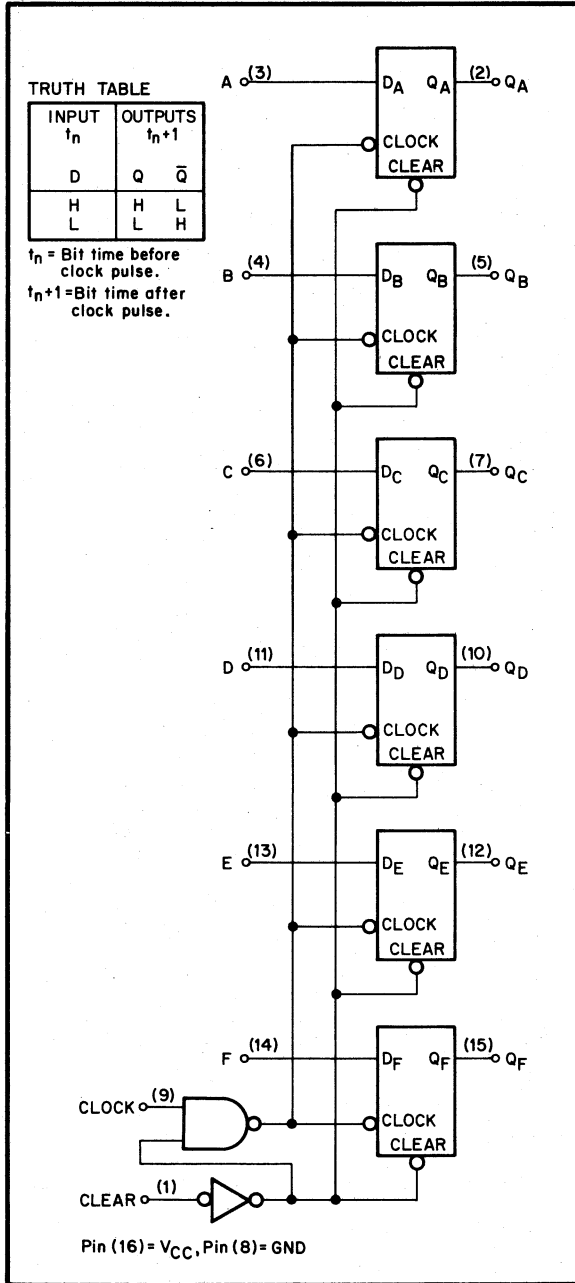 TRUTH TABLE
INPUT OUTPUTS
tn tn+1
D Q Q̄
H H L
L L H
tn = Bit time before
clock pulse.
tn+1 = Bit time after
clock pulse.
A (3) DA QA (2) QA
CLOCK
CLEAR
B (4) DB QB (5) QB
CLOCK
CLEAR
C (6) DC QC (7) QC
CLOCK
CLEAR
D (11) DD QD (10) QD
CLOCK
CLEAR
E (13) DE QE (12) QE
CLOCK
CLEAR
F (14) DF QF (15) QF
CLOCK (9) CLOCK
CLEAR
CLEAR (1)
Pin (16) = VCC, Pin (8) = GND